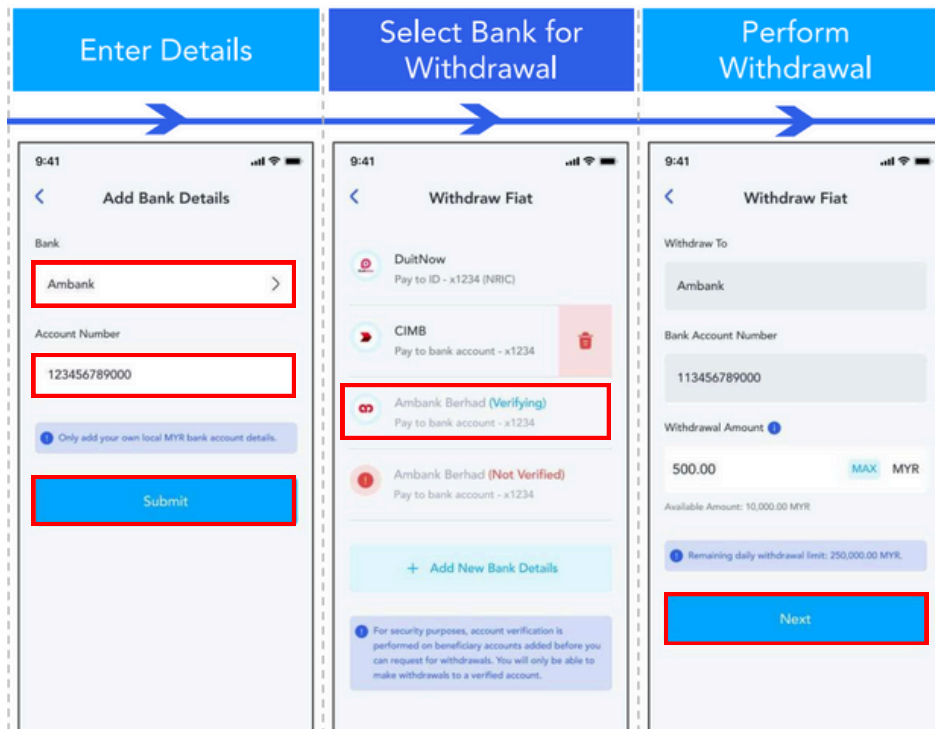 Enter Details
Select Bank for
Withdrawal
Perform
Withdrawal
9:41
Add Bank Details
Bank
Ambank
Account Number
123456789000
Only add your own local MYR bank account details.
Submit
9:41
Withdraw Fiat
DuitNow
Pay to ID - x1234 (NRIC)
CIMB
Pay to bank account - x1234
Ambank Berhad (Verifying)
Pay to bank account - x1234
Ambank Berhad (Not Verified)
Pay to bank account - x1234
+ Add New Bank Details
For security purposes, account verification is
performed on beneficiary accounts added before you
can request for withdrawals. You will only be able to
make withdrawals to a verified account.
9:41
Withdraw Fiat
Withdraw To
Ambank
Bank Account Number
113456789000
Withdrawal Amount
500.00 MAX MYR
Available Amount: 10,000.00 MYR
Remaining daily withdrawal limit: 250,000.00 MYR.
Next